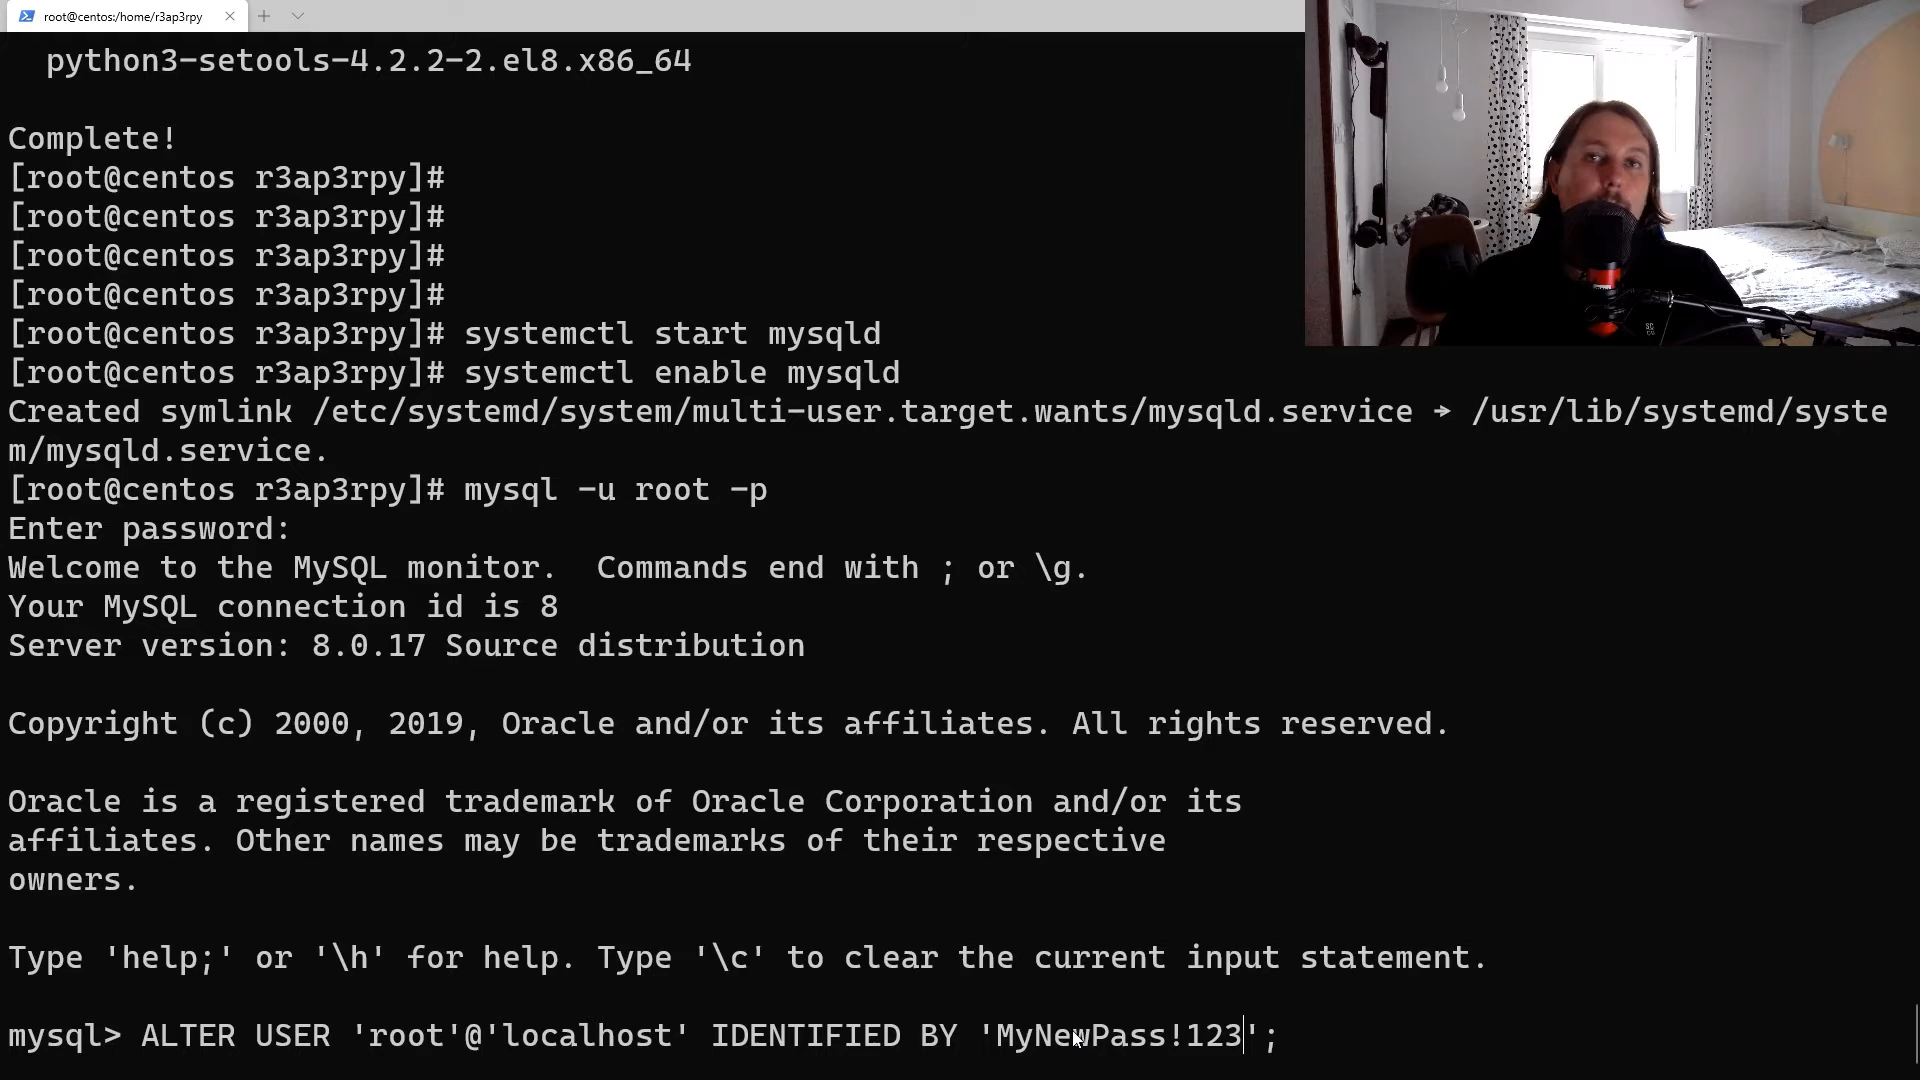 root@centos:/home/r3ap3rpy
python3-setools-4.2.2-2.el8.x86_64
Complete!
[root@centos r3ap3rpy]#
[root@centos r3ap3rpy]#
[root@centos r3ap3rpy]#
[root@centos r3ap3rpy]#
[root@centos r3ap3rpy]# systemctl start mysqld
[root@centos r3ap3rpy]# systemctl enable mysqld
Created symlink /etc/systemd/system/multi-user.target.wants/mysqld.service → /usr/lib/systemd/syste
m/mysqld.service.
[root@centos r3ap3rpy]# mysql -u root -p
Enter password:
Welcome to the MySQL monitor.  Commands end with ; or \g.
Your MySQL connection id is 8
Server version: 8.0.17 Source distribution
Copyright (c) 2000, 2019, Oracle and/or its affiliates. All rights reserved.
Oracle is a registered trademark of Oracle Corporation and/or its
affiliates. Other names may be trademarks of their respective
owners.
Type 'help;' or '\h' for help. Type '\c' to clear the current input statement.
mysql> ALTER USER 'root'@'localhost' IDENTIFIED BY 'MyNewPass!123';